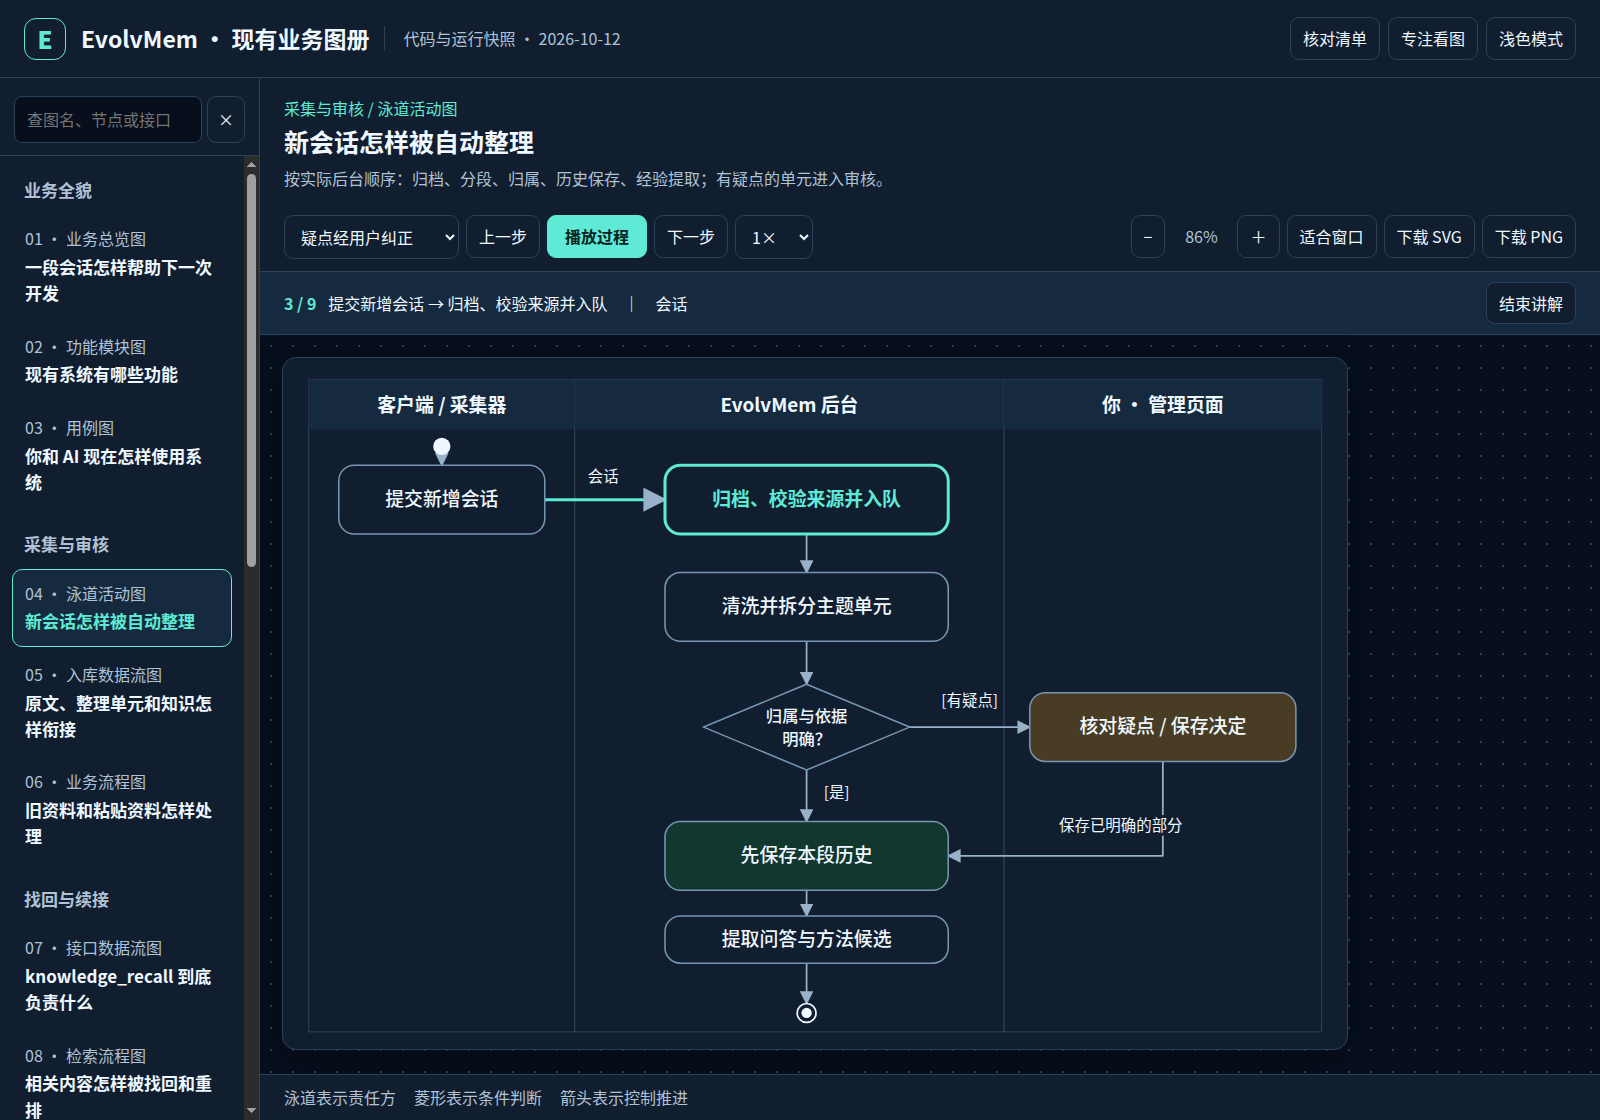 E
EvolvMem · 现有业务图册
代码与运行快照 · 2026-10-12
核对清单
专注看图
浅色模式
查图名、节点或接口
×
业务全貌
01 · 业务总览图
一段会话怎样帮助下一次
开发
02 · 功能模块图
现有系统有哪些功能
03 · 用例图
你和 AI 现在怎样使用系
统
采集与审核
04 · 泳道活动图
新会话怎样被自动整理
05 · 入库数据流图
原文、整理单元和知识怎
样衔接
06 · 业务流程图
旧资料和粘贴资料怎样处
理
找回与续接
07 · 接口数据流图
knowledge_recall 到底
负责什么
08 · 检索流程图
相关内容怎样被找回和重
排
采集与审核 / 泳道活动图
新会话怎样被自动整理
按实际后台顺序：归档、分段、归属、历史保存、经验提取；有疑点的单元进入审核。
疑点经用户纠正
上一步
播放过程
下一步
1×
−
86%
＋
适合窗口
下载 SVG
下载 PNG
3 / 9 提交新增会话 → 归档、校验来源并入队 ｜ 会话
结束讲解
客户端 / 采集器
EvolvMem 后台
你 · 管理页面
提交新增会话
会话
归档、校验来源并入队
清洗并拆分主题单元
归属与依据
明确？
[有疑点]
核对疑点 / 保存决定
[是]
保存已明确的部分
先保存本段历史
提取问答与方法候选
泳道表示责任方 菱形表示条件判断 箭头表示控制推进